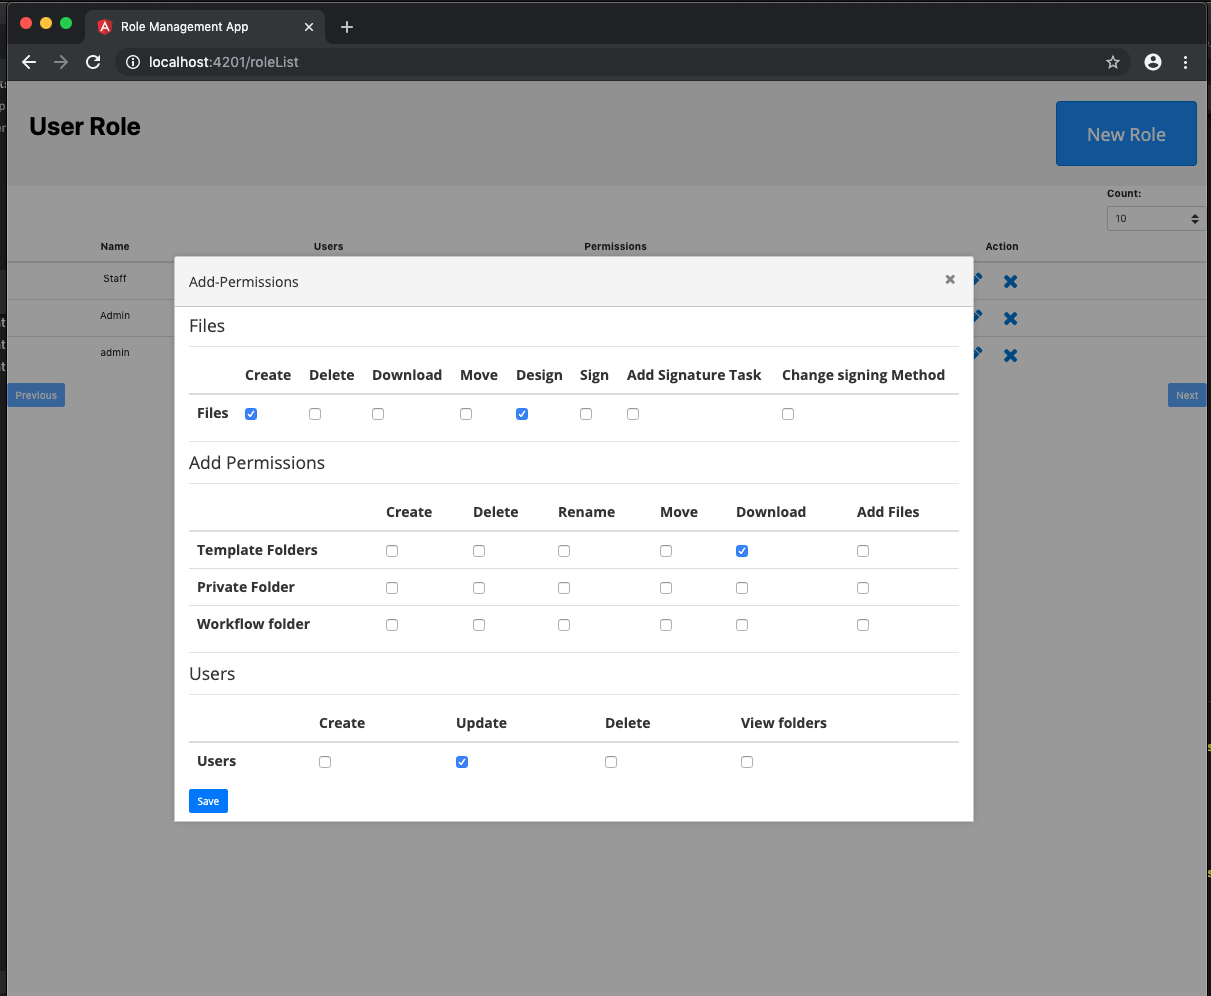 Role Management App
localhost:4201/roleList
User Role
New Role
Count:
10
Name Users Permissions Action
Staff
Admin
admin
Previous
Next
Add-Permissions
Files
Create Delete Download Move Design Sign Add Signature Task Change signing Method
Files
Add Permissions
Create Delete Rename Move Download Add Files
Template Folders
Private Folder
Workflow folder
Users
Create Update Delete View folders
Users
Save